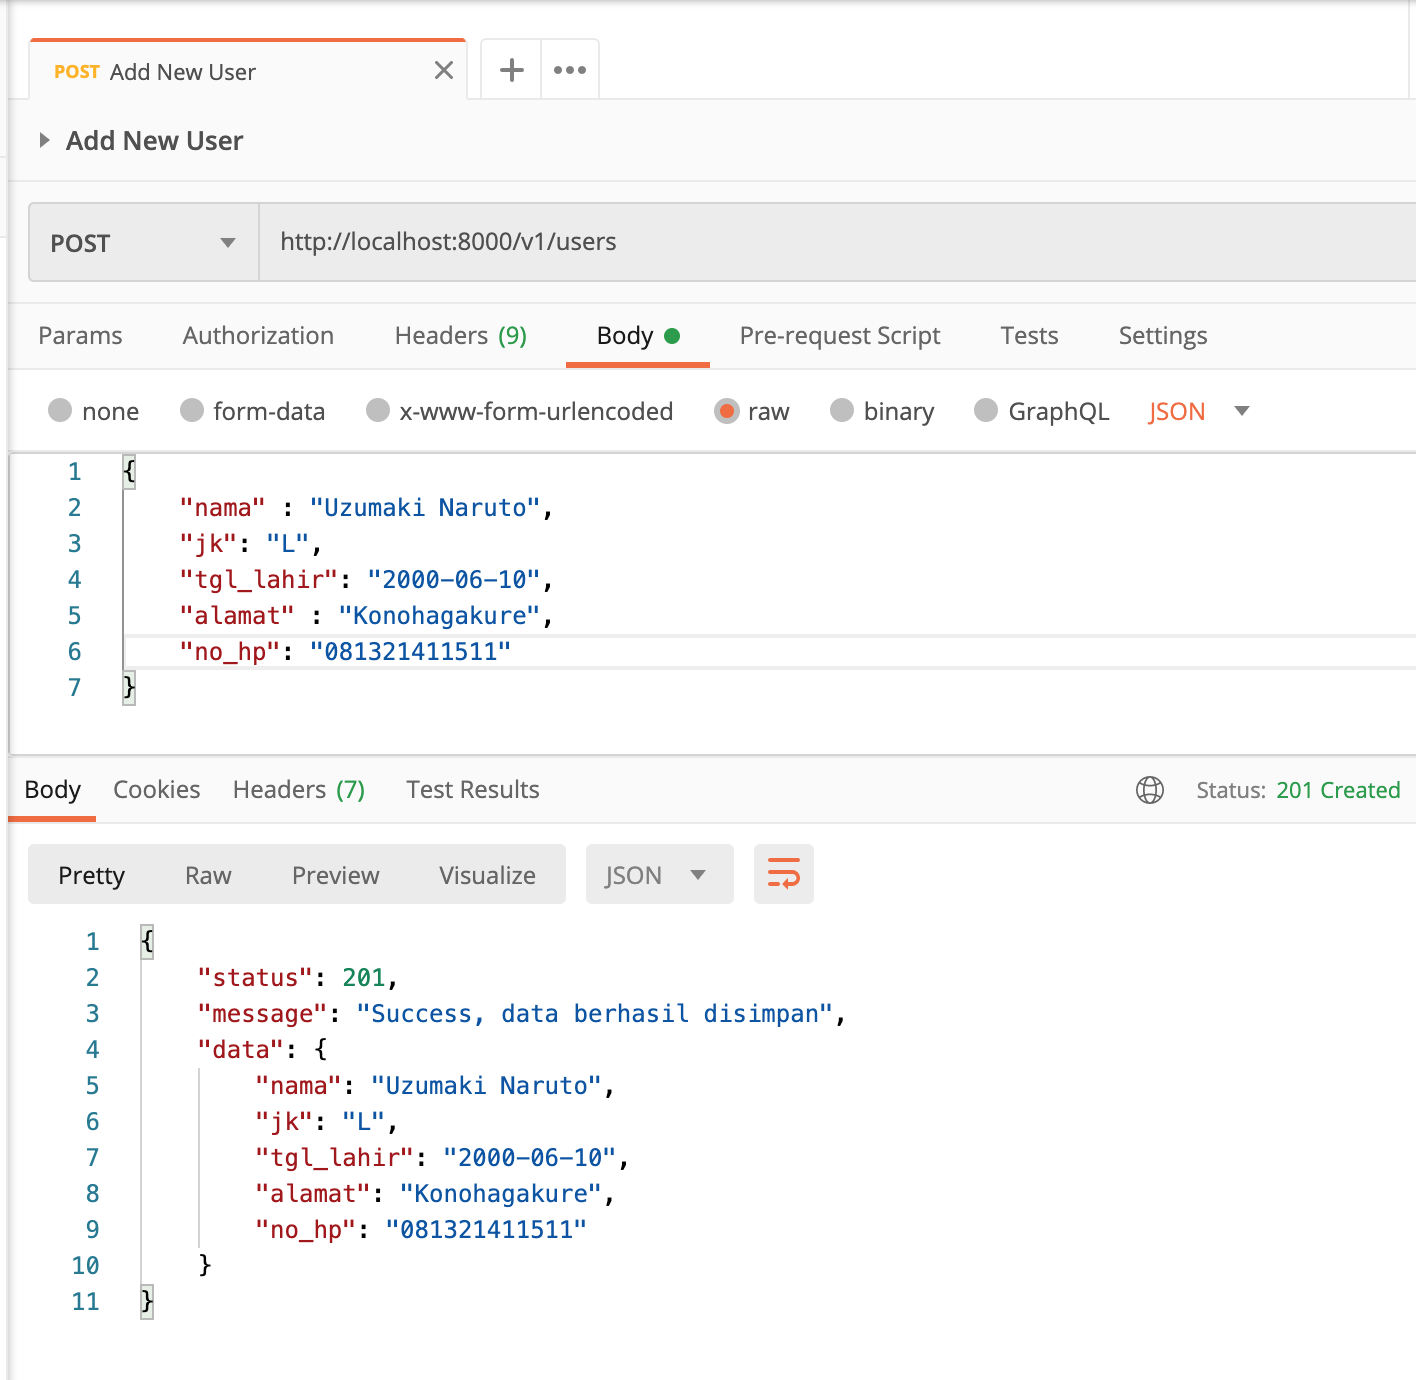 POST Add New User
Add New User
POST http://localhost:8000/v1/users
Params Authorization Headers (9) Body Pre-request Script Tests Settings
none form-data x-www-form-urlencoded raw binary GraphQL JSON
1 {
2 "nama" : "Uzumaki Naruto",
3 "jk": "L",
4 "tgl_lahir": "2000-06-10",
5 "alamat" : "Konohagakure",
6 "no_hp": "081321411511"
7 }
Body Cookies Headers (7) Test Results Status: 201 Created
Pretty Raw Preview Visualize JSON
1 {
2 "status": 201,
3 "message": "Success, data berhasil disimpan",
4 "data": {
5 "nama": "Uzumaki Naruto",
6 "jk": "L",
7 "tgl_lahir": "2000-06-10",
8 "alamat": "Konohagakure",
9 "no_hp": "081321411511"
10 }
11 }